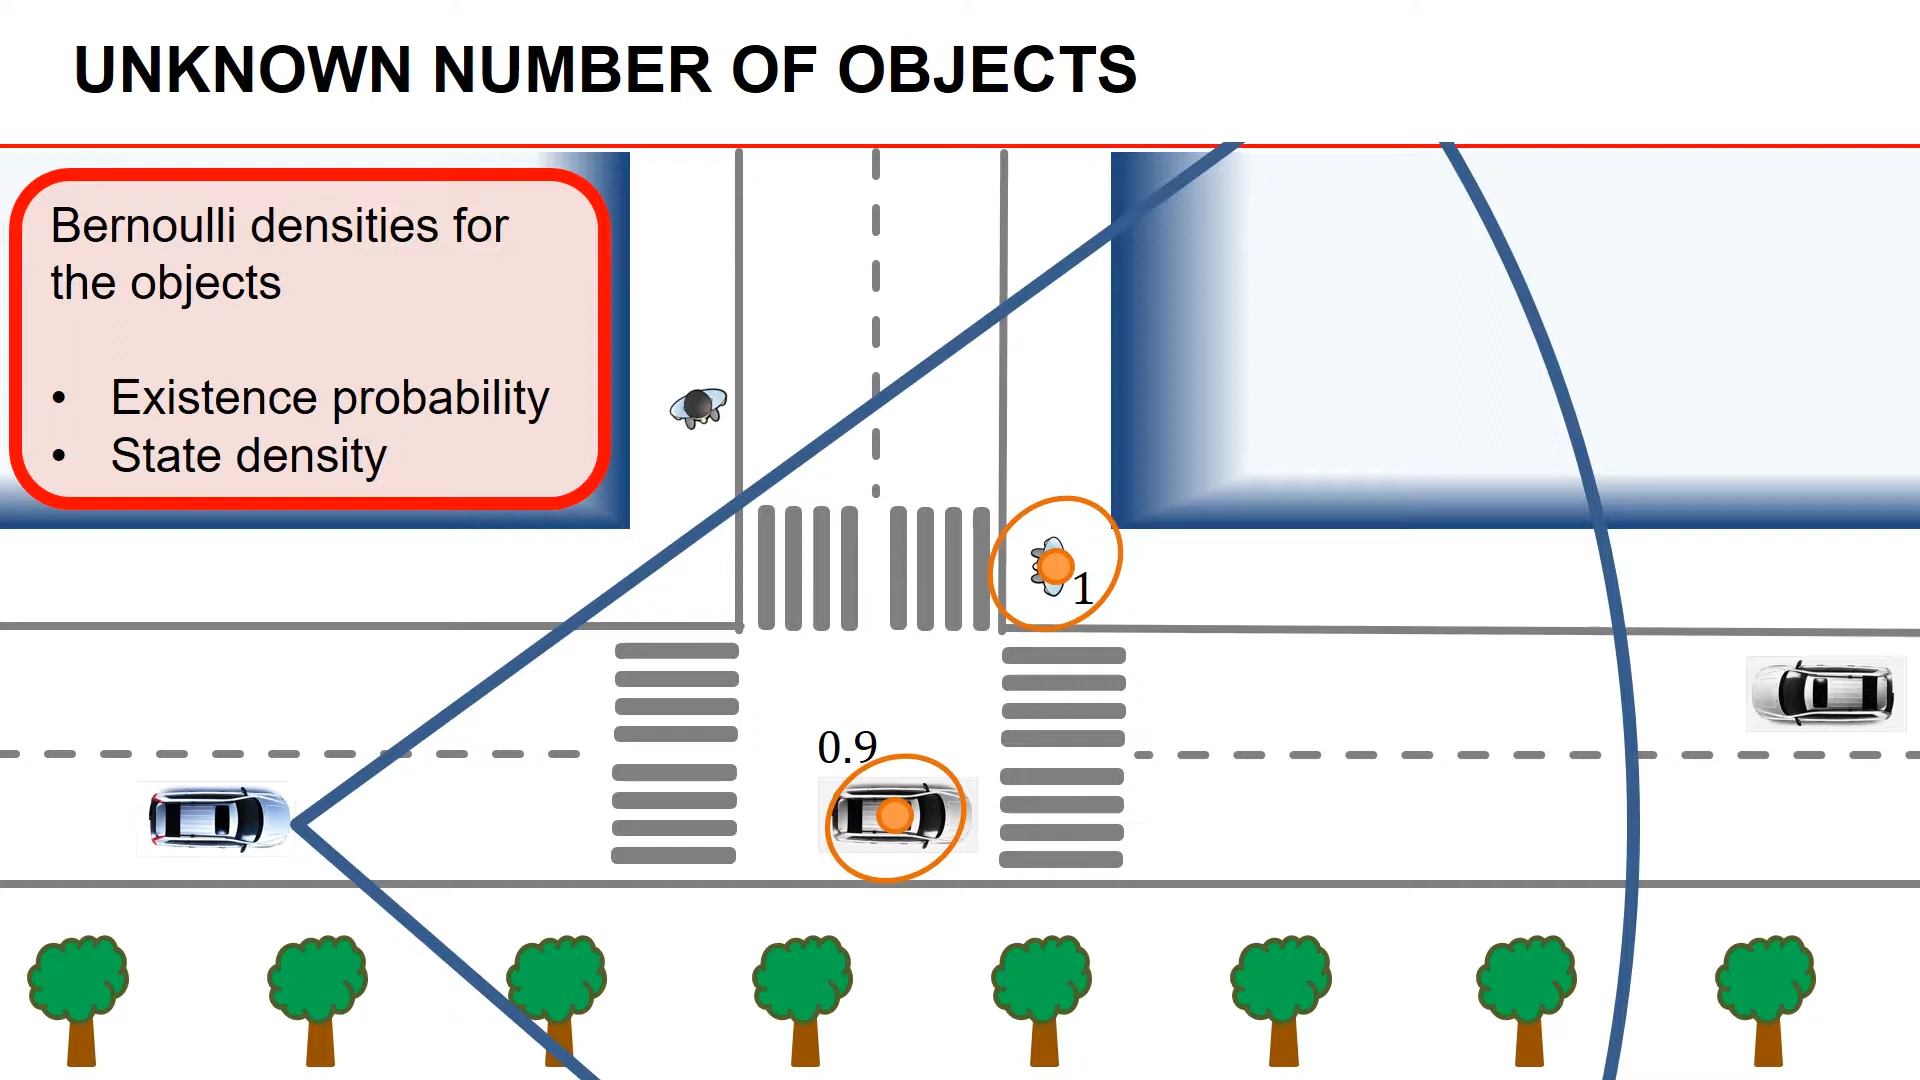 UNKNOWN NUMBER OF OBJECTS
Bernoulli densities for
the objects
• Existence probability
• State density
1
0.9